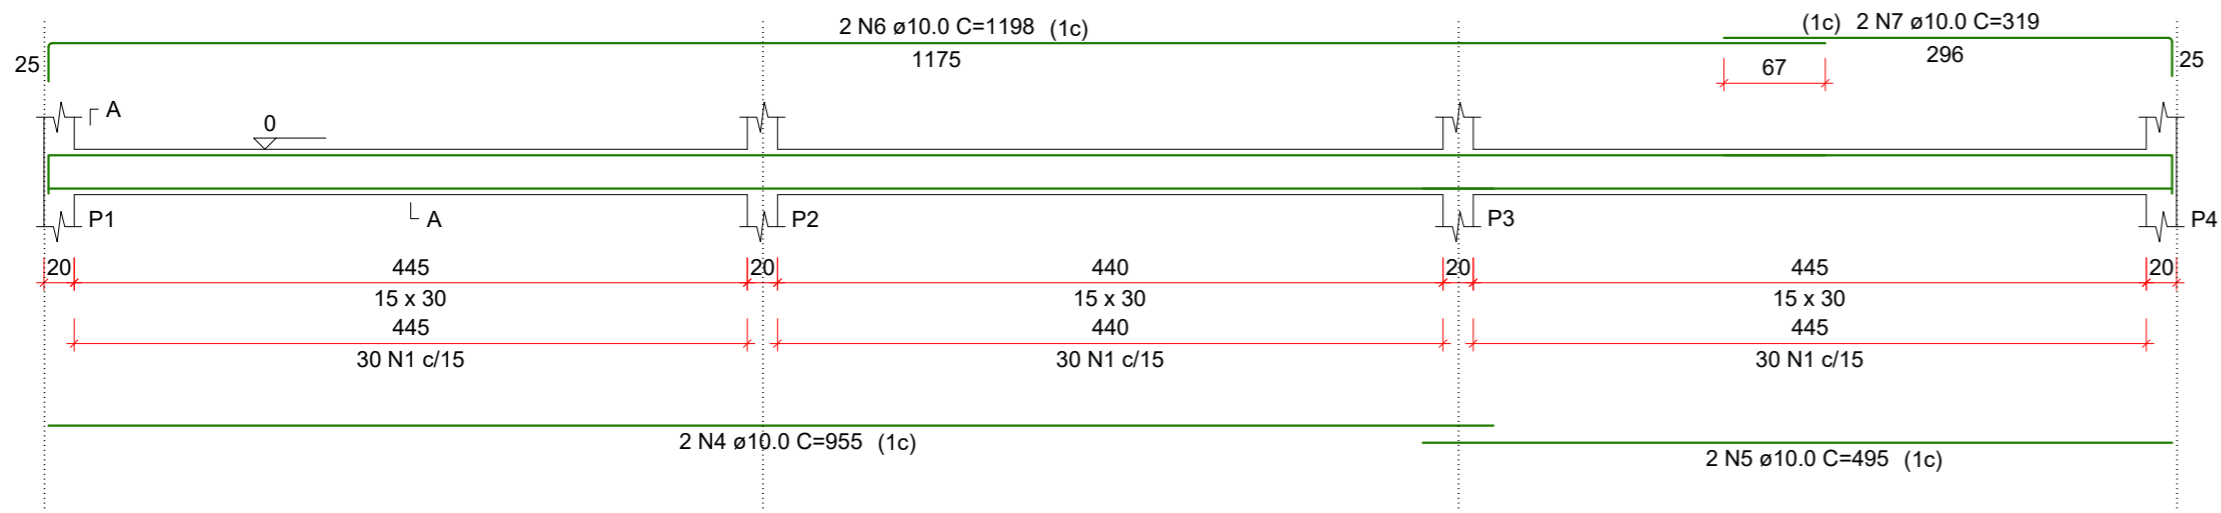 2 N6 ø10.0 C=1198 (1c)
(1c) 2 N7 ø10.0 C=319
25
1175
296
25
67
A
0
P1
A
P2
P3
P4
20
445
20
440
20
445
20
15 x 30
15 x 30
15 x 30
445
440
445
30 N1 c/15
30 N1 c/15
30 N1 c/15
2 N4 ø10.0 C=955 (1c)
2 N5 ø10.0 C=495 (1c)